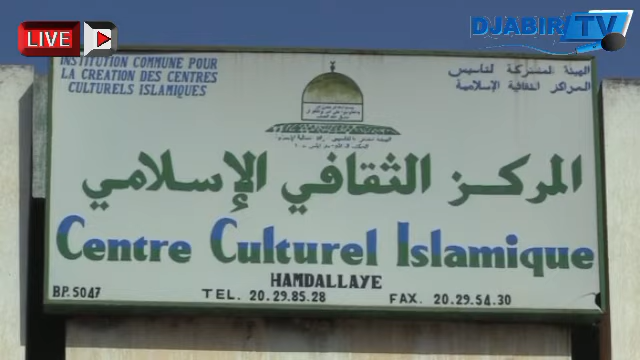 LIVE
DJABIR TV
INSTITUTION COMMUNE POUR
LA CREATION DES CENTRES
CULTURELS ISLAMIQUES
الهيئة المشتركة لتأسيس
المراكز الثقافية الإسلامية
المركز الثقافي الإسلامي
Centre Culturel Islamique
HAMDALLAYE
B.P. 5047 TEL. 20.29.85.28 FAX. 20.29.54.30